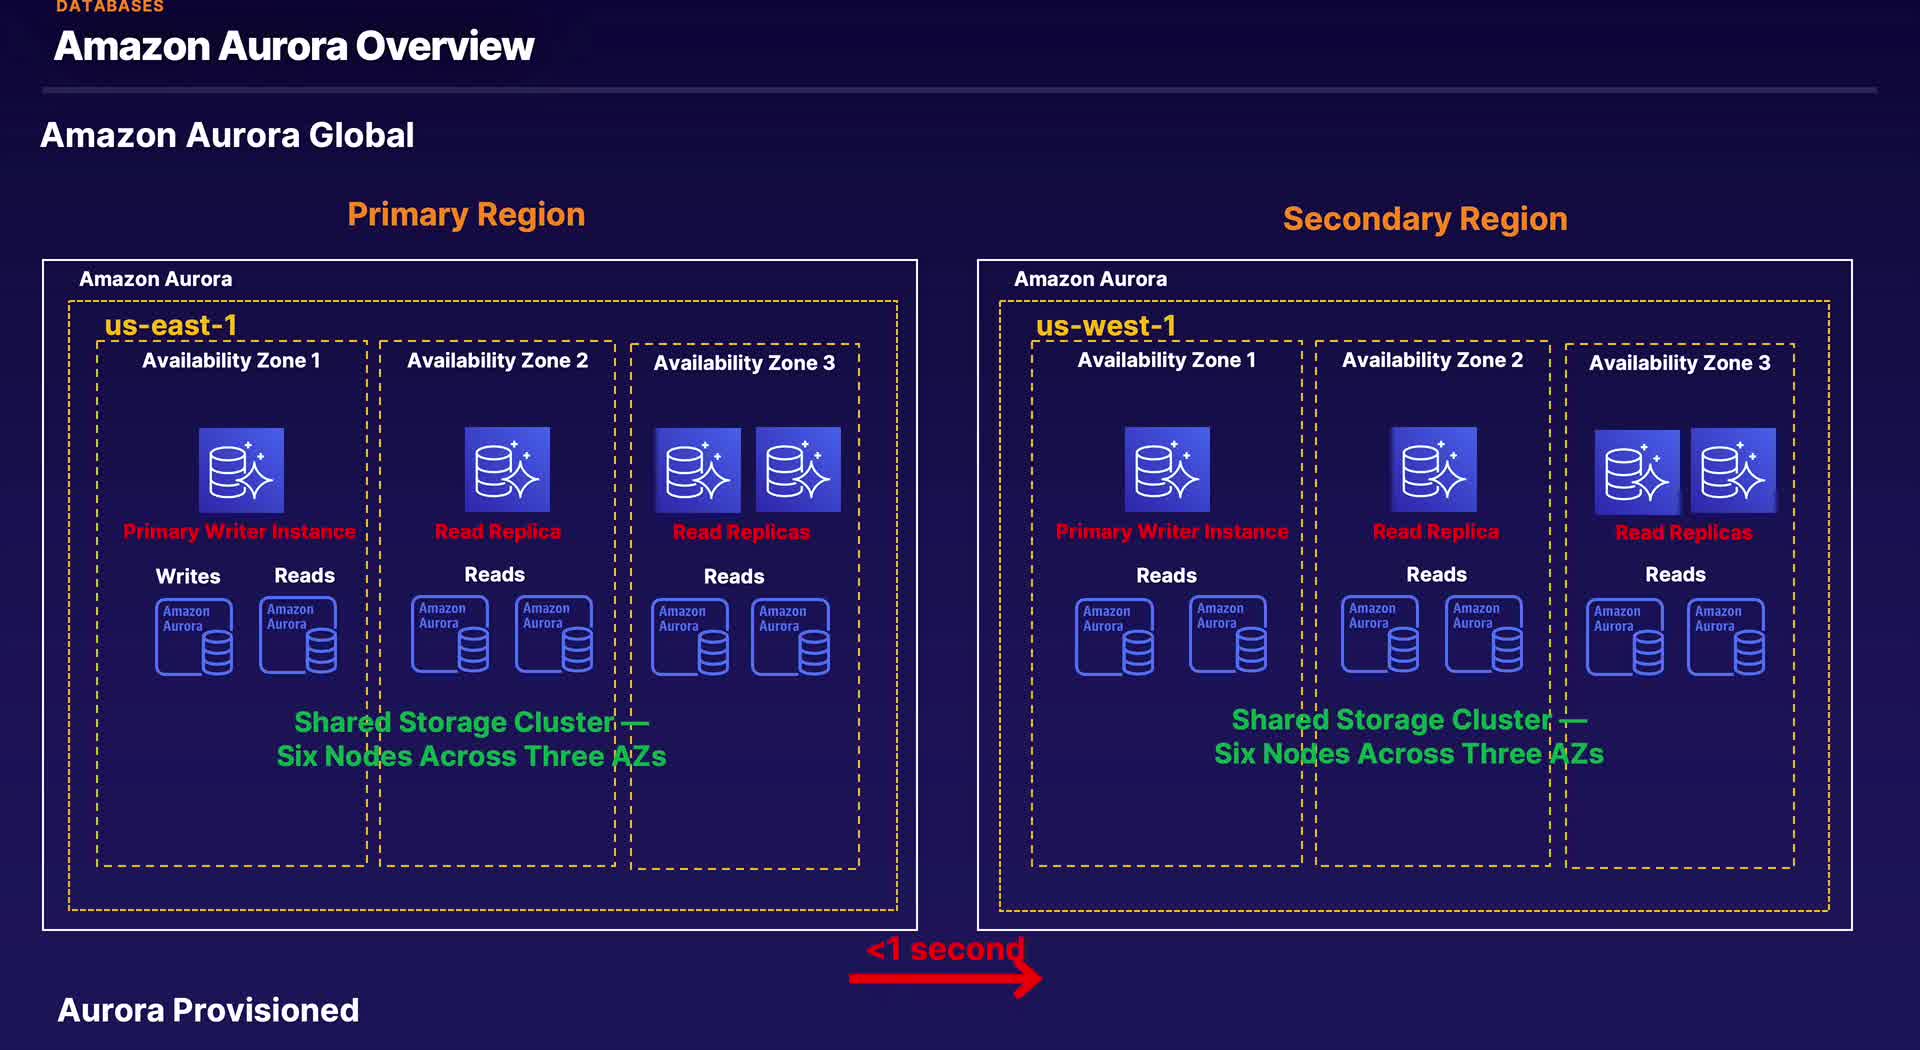 DATABASES
Amazon Aurora Overview
Amazon Aurora Global
Primary Region
Amazon Aurora
us-east-1
Availability Zone 1
Primary Writer Instance
Writes
Reads
Amazon
Aurora
Amazon
Aurora
Availability Zone 2
Read Replica
Reads
Amazon
Aurora
Amazon
Aurora
Availability Zone 3
Read Replicas
Reads
Amazon
Aurora
Amazon
Aurora
Shared Storage Cluster —
Six Nodes Across Three AZs
Secondary Region
Amazon Aurora
us-west-1
Availability Zone 1
Primary Writer Instance
Reads
Amazon
Aurora
Amazon
Aurora
Availability Zone 2
Read Replica
Reads
Amazon
Aurora
Amazon
Aurora
Availability Zone 3
Read Replicas
Reads
Amazon
Aurora
Amazon
Aurora
Shared Storage Cluster —
Six Nodes Across Three AZs
<1 second
Aurora Provisioned